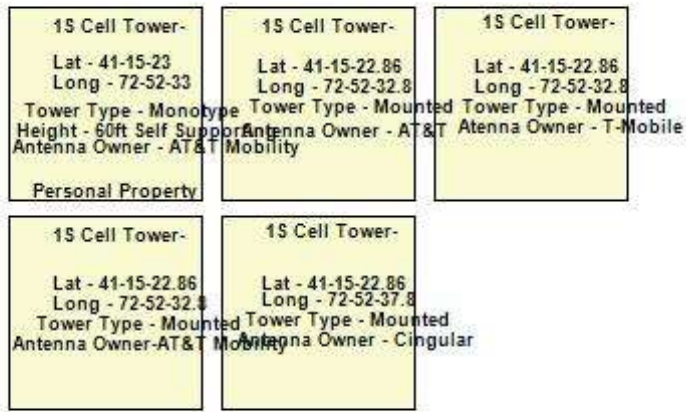 1S Cell Tower-
Lat - 41-15-23
Long - 72-52-33
Tower Type - Monotype
Height - 60ft Self Supporting
Antenna Owner - AT&T Mobility
Personal Property
1S Cell Tower-
Lat - 41-15-22.86
Long - 72-52-32.8
Tower Type - Mounted
Antenna Owner - AT&T
1S Cell Tower-
Lat - 41-15-22.86
Long - 72-52-32.8
Tower Type - Mounted
Atenna Owner - T-Mobile
1S Cell Tower-
Lat - 41-15-22.86
Long - 72-52-32.8
Tower Type - Mounted
Antenna Owner-AT&T Mobility
1S Cell Tower-
Lat - 41-15-22.86
Long - 72-52-37.8
Tower Type - Mounted
Antenna Owner - Cingular